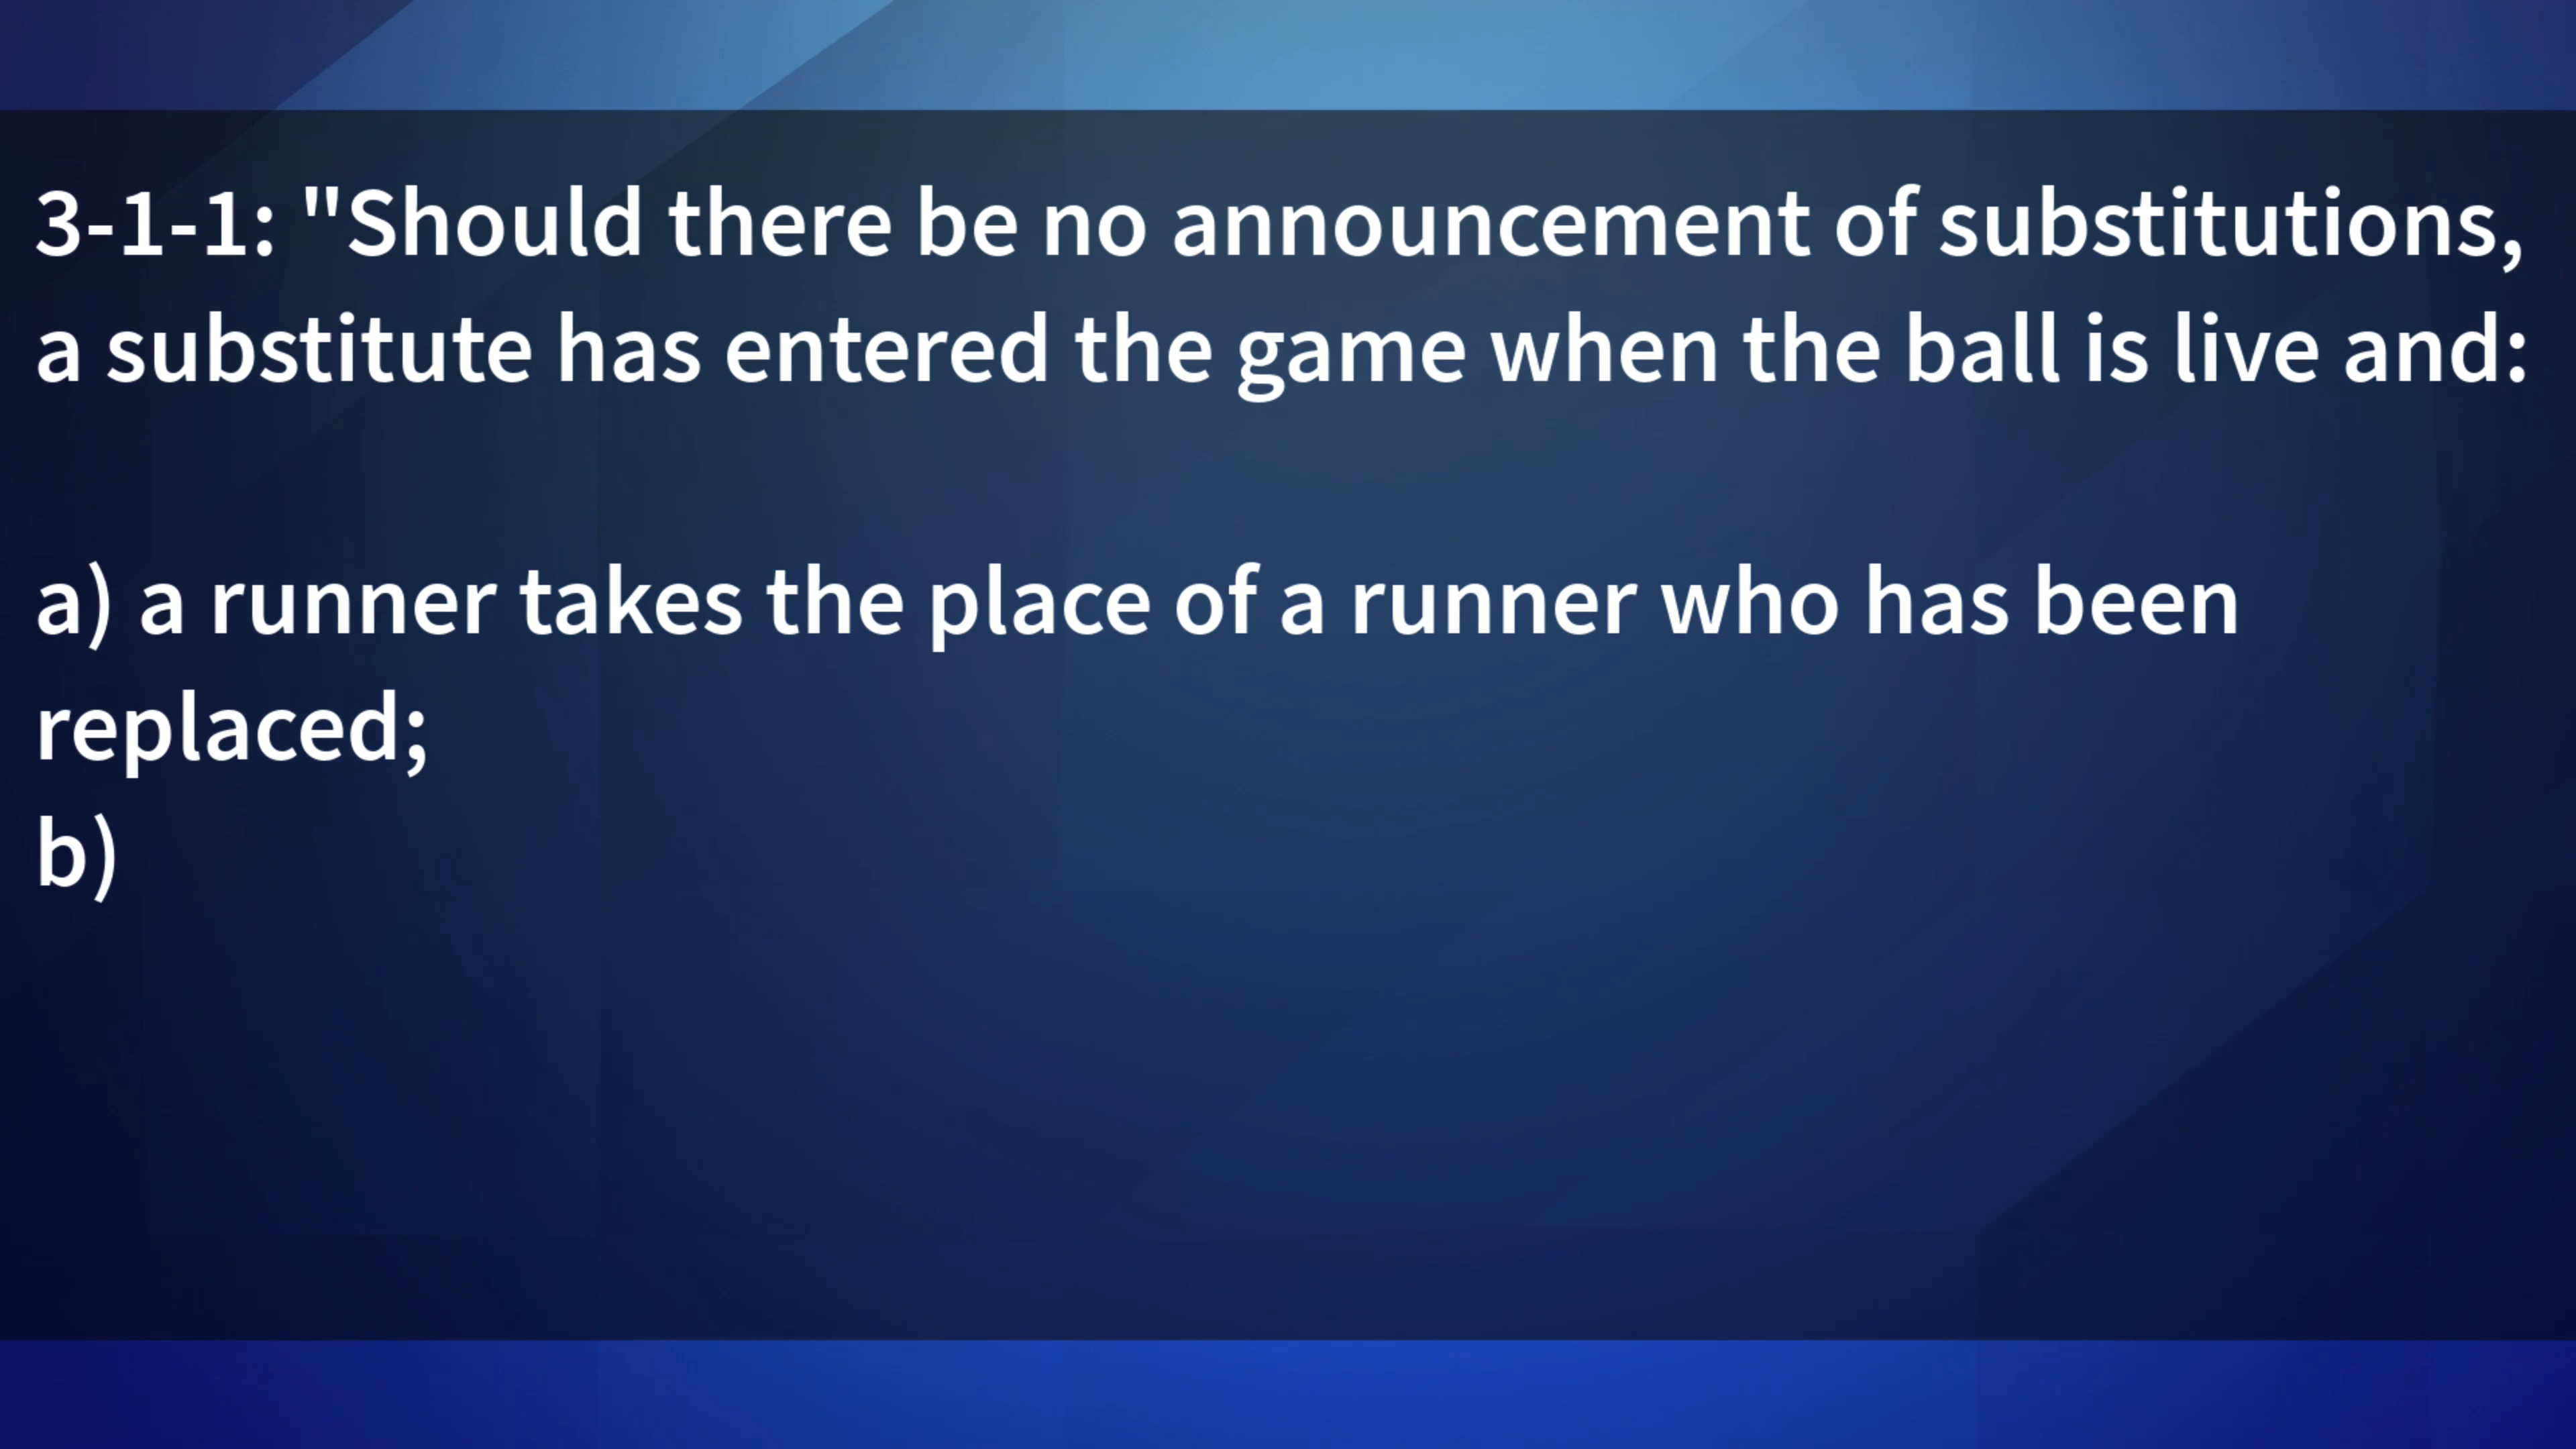 3-1-1: "Should there be no announcement of substitutions,
a substitute has entered the game when the ball is live and:
a) a runner takes the place of a runner who has been
replaced;
b)